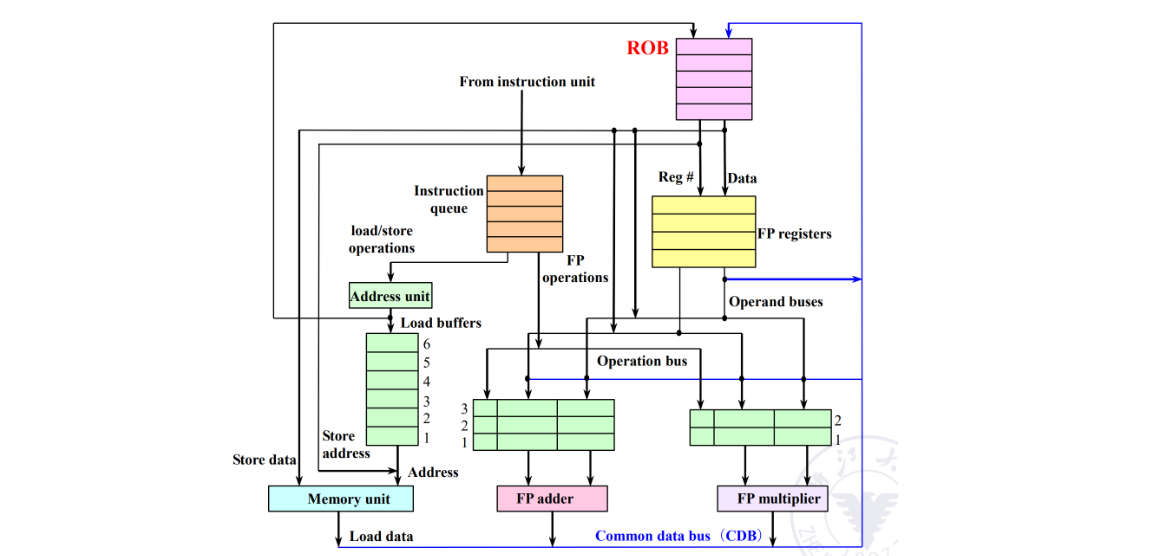 ROB
From instruction unit
Reg #
Data
Instruction
queue
FP registers
load/store
operations
FP
operations
Address unit
Operand buses
Load buffers
6
5
4
3
2
1
Operation bus
3
2
1
2
1
Store
address
Store data
Address
Memory unit
FP adder
FP multiplier
Load data
Common data bus（CDB）